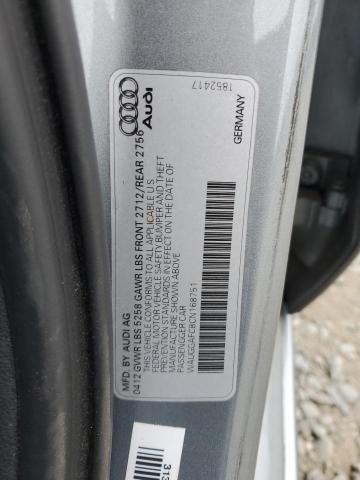 Audi
1852417
MFD. BY AUDI AG
GERMANY
0412 GVWR LBS 5258 GAWR LBS FRONT 2712/REAR 2756
THIS VEHICLE CONFORMS TO ALL APPLICABLE U.S.
FEDERAL MOTOR VEHICLE SAFETY BUMPER AND THEFT
PREVENTION STANDARDS IN EFFECT ON THE DATE OF
MANUFACTURE SHOWN ABOVE
PASSENGER CAR
WAUGGAFC8CN168751